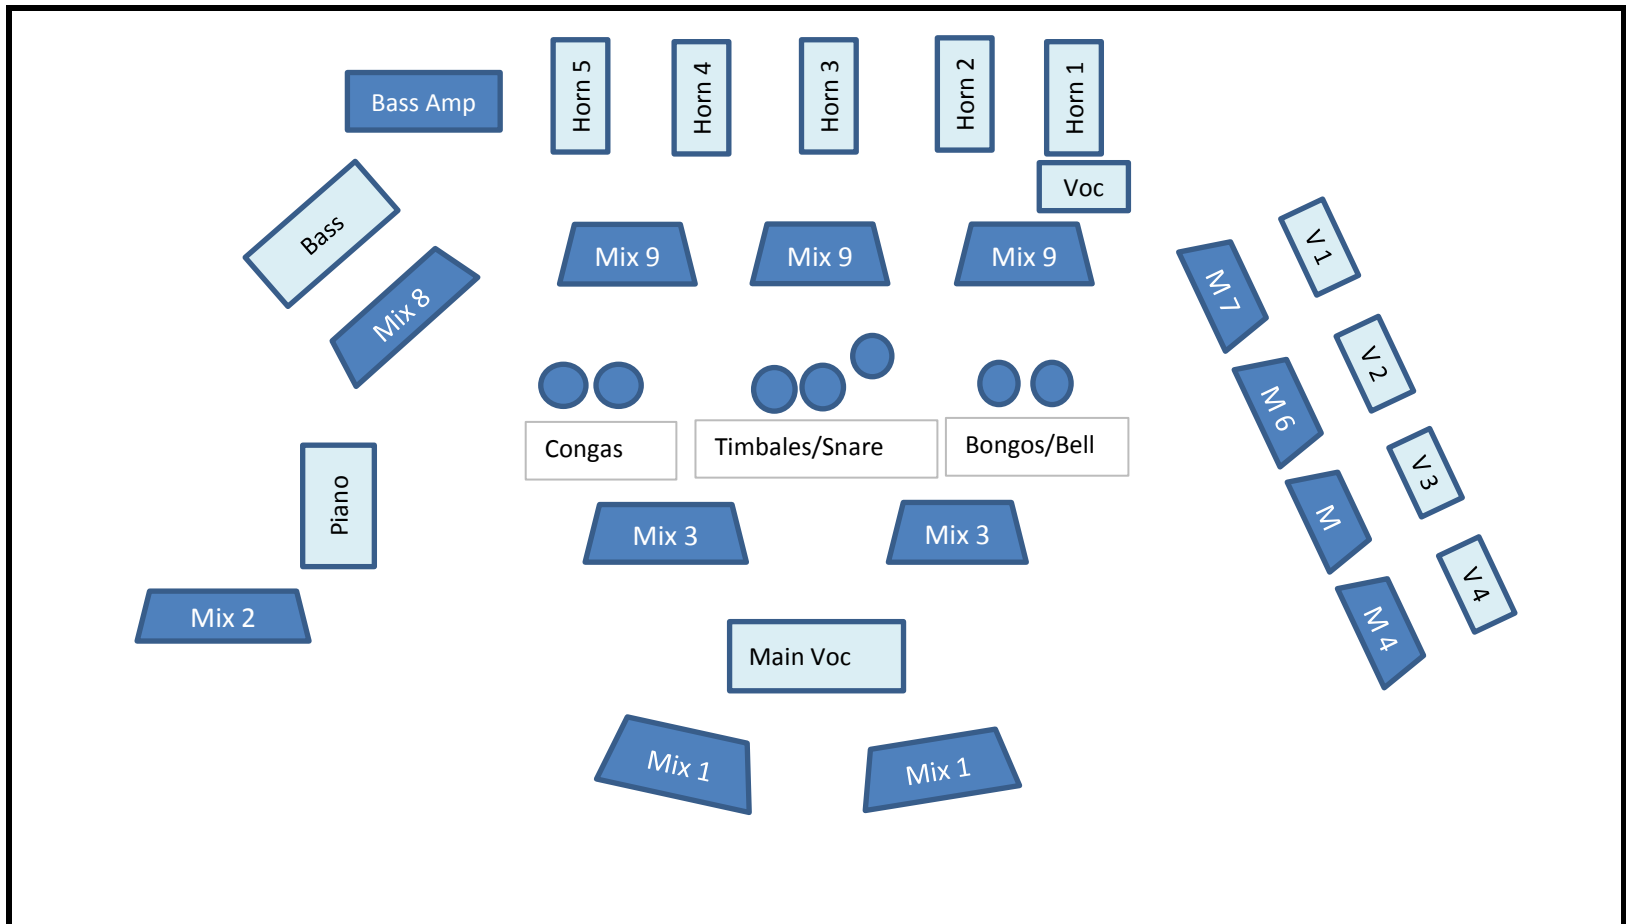 Horn 5
Horn 4
Horn 3
Horn 2
Horn 1
Bass Amp
Voc
Bass
Mix 9
Mix 9
Mix 9
V 1
M 7
Mix 8
V 2
M 6
Congas
Timbales/Snare
Bongos/Bell
V 3
Piano
Mix 3
Mix 3
M
V 4
Mix 2
M 4
Main Voc
Mix 1
Mix 1